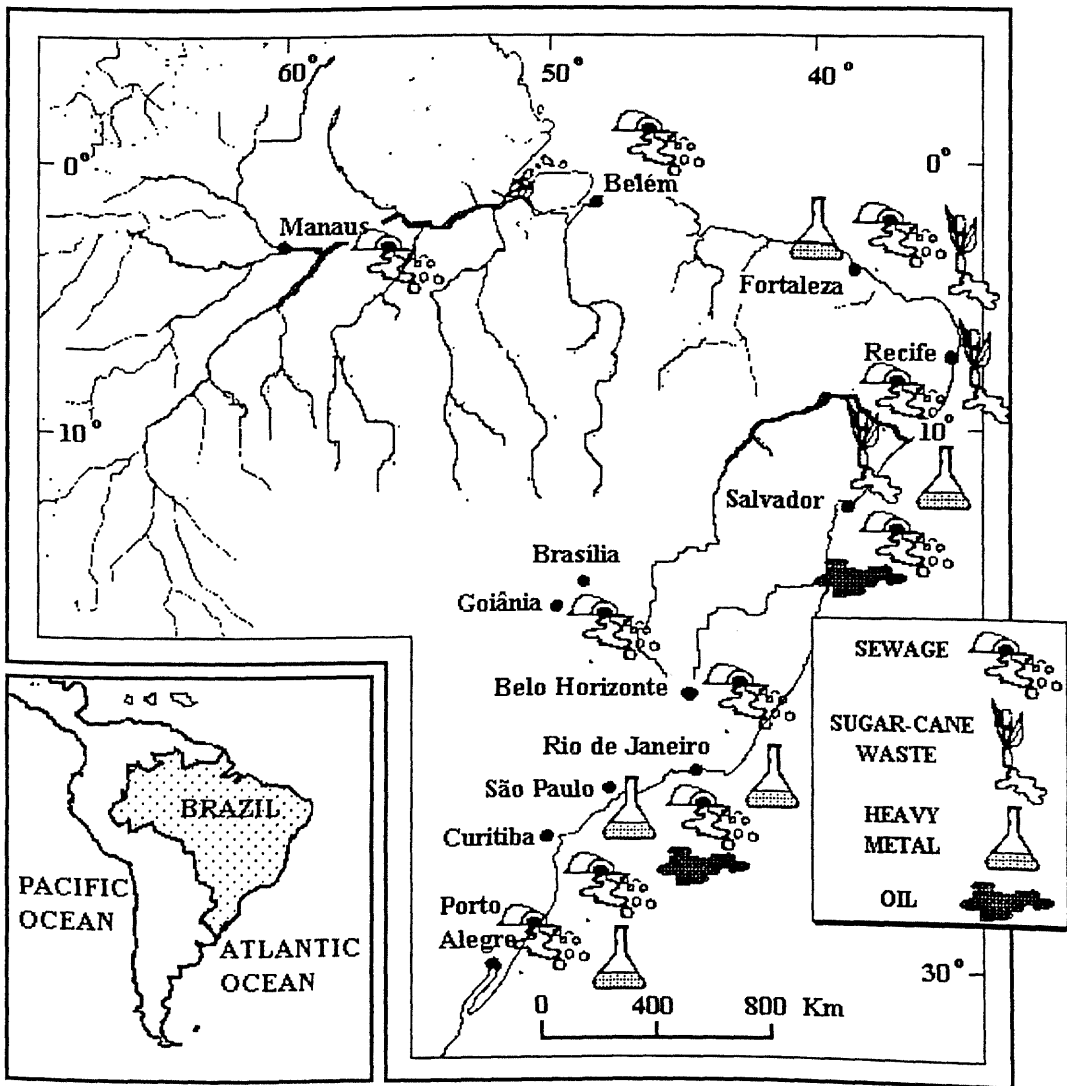 60°
50°
40°
0°
0°
Belém
Manaus
Fortaleza
Recife
10°
10°
Salvador
Brasília
Goiânia
Belo Horizonte
Rio de Janeiro
São Paulo
Curitiba
Porto
Alegre
30°
0 400 800 Km
SEWAGE
SUGAR-CANE
WASTE
HEAVY
METAL
OIL
BRAZIL
PACIFIC
OCEAN
ATLANTIC
OCEAN